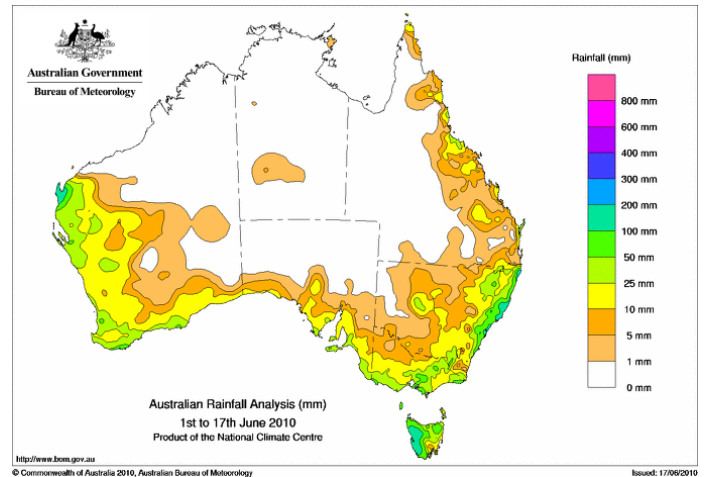 Australian Government
Bureau of Meteorology
Rainfall (mm)
800 mm
600 mm
400 mm
300 mm
200 mm
100 mm
50 mm
25 mm
10 mm
5 mm
1 mm
0 mm
Australian Rainfall Analysis (mm)
1st to 17th June 2010
Product of the National Climate Centre
http://www.bom.gov.au
© Commonwealth of Australia 2010, Australian Bureau of Meteorology
Issued: 17/06/2010